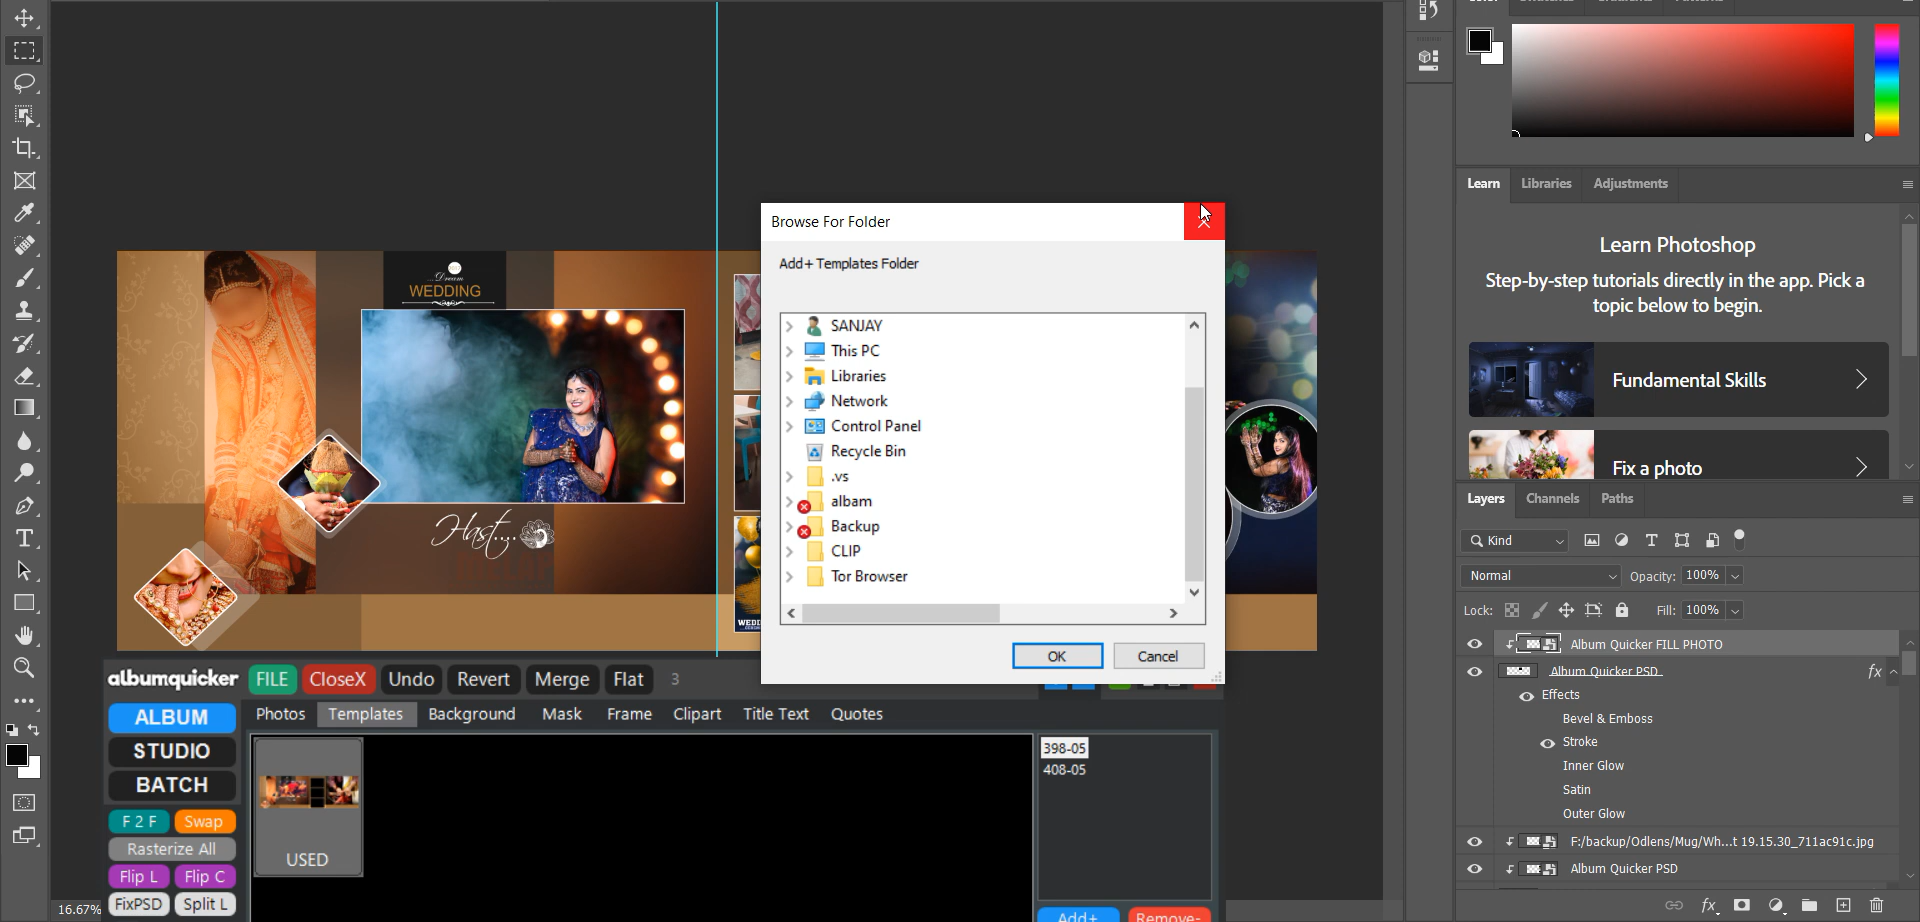 Learn Libraries Adjustments
Browse For Folder
Add+ Templates Folder
SANJAY
This PC
Libraries
Network
Control Panel
Recycle Bin
.vs
albam
Backup
CLIP
Tor Browser
OK Cancel
Dream
WEDDING
Hast....
WEDD
albumquicker FILE CloseX Undo Revert Merge Flat 3
Photos Templates Background Mask Frame Clipart Title Text Quotes
ALBUM
STUDIO
BATCH
F 2 F Swap
Rasterize All
Flip L Flip C
FixPSD Split L
16.67%
USED
398-05
408-05
Add+ Remove-
Learn Photoshop
Step-by-step tutorials directly in the app. Pick a
topic below to begin.
Fundamental Skills
Fix a photo
Layers Channels Paths
Kind
Normal Opacity: 100%
Lock: Fill: 100%
Album Quicker FILL PHOTO
Album Quicker PSD fx
Effects
Bevel & Emboss
Stroke
Inner Glow
Satin
Outer Glow
F:/backup/Odlens/Mug/Wh...t 19.15.30_711ac91c.jpg
Album Quicker PSD
fx